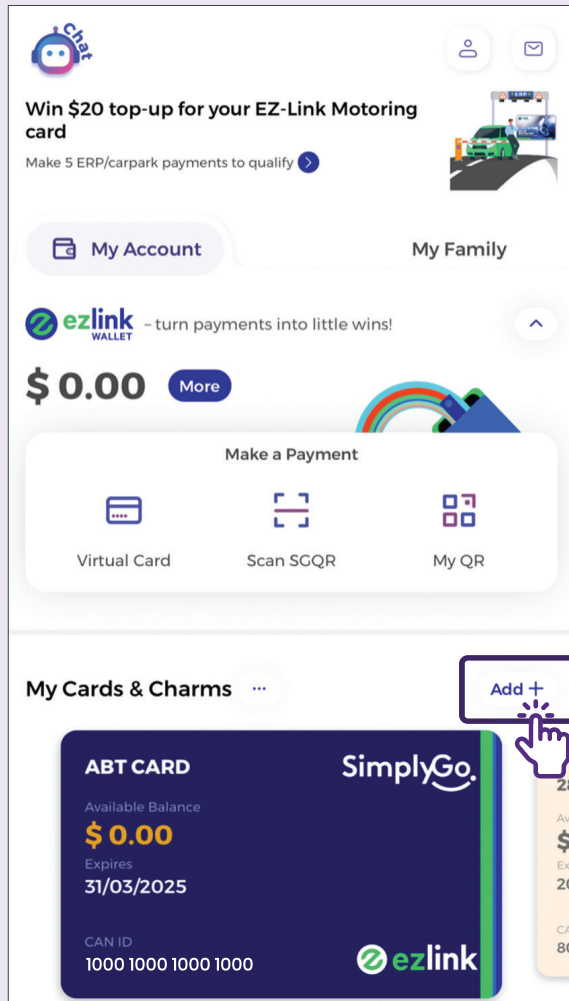 Chat
Win $20 top-up for your EZ-Link Motoring
card
Make 5 ERP/carpark payments to qualify
ERP
My Account
My Family
ezlink
WALLET
– turn payments into little wins!
$ 0.00
More
Make a Payment
Virtual Card
Scan SGQR
My QR
My Cards & Charms ...
Add +
ABT CARD
SimplyGo.
Available Balance
$ 0.00
Expires
31/03/2025
CAN ID
1000 1000 1000 1000
ezlink
$